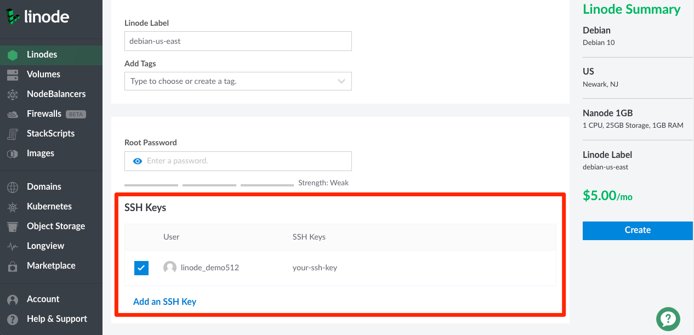 linode
Linodes
Volumes
NodeBalancers
Firewalls BETA
StackScripts
Images
Domains
Kubernetes
Object Storage
Longview
Marketplace
Account
Help & Support
Linode Label
debian-us-east
Add Tags
Type to choose or create a tag.
Root Password
Enter a password.
Strength: Weak
SSH Keys
User SSH Keys
linode_demo512 your-ssh-key
Add an SSH Key
Linode Summary
Debian
Debian 10
US
Newark, NJ
Nanode 1GB
1 CPU, 25GB Storage, 1GB RAM
Linode Label
debian-us-east
$5.00/mo
Create
?